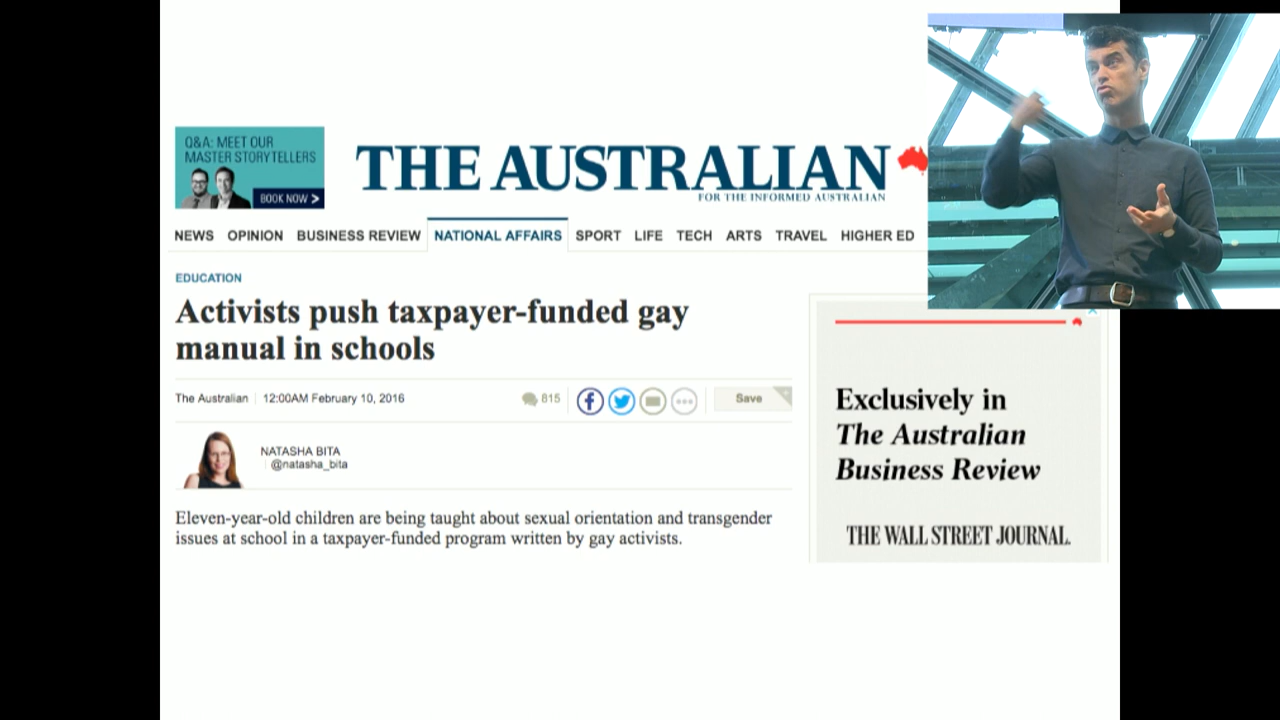 Q&A: MEET OUR
MASTER STORYTELLERS
BOOK NOW >
THE AUSTRALIAN
FOR THE INFORMED AUSTRALIAN
NEWS OPINION BUSINESS REVIEW NATIONAL AFFAIRS SPORT LIFE TECH ARTS TRAVEL HIGHER ED
EDUCATION
Activists push taxpayer-funded gay
manual in schools
The Australian 12:00AM February 10, 2016
815
Save
NATASHA BITA
@natasha_bita
Eleven-year-old children are being taught about sexual orientation and transgender
issues at school in a taxpayer-funded program written by gay activists.
Exclusively in
The Australian
Business Review
THE WALL STREET JOURNAL.